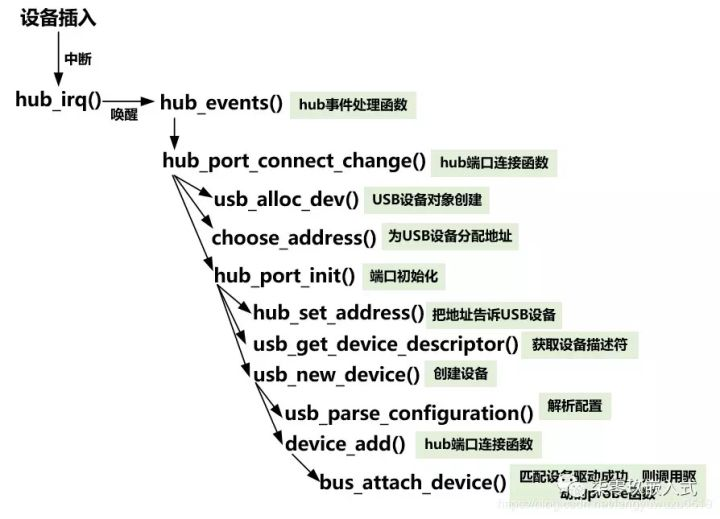 设备插入
中断
hub_irq()
唤醒
hub_events()
hub事件处理函数
hub_port_connect_change()
hub端口连接函数
usb_alloc_dev()
USB设备对象创建
choose_address()
为USB设备分配地址
hub_port_init()
端口初始化
hub_set_address()
把地址告诉USB设备
usb_get_device_descriptor()
获取设备描述符
usb_new_device()
创建设备
usb_parse_configuration()
解析配置
device_add()
hub端口连接函数
bus_attach_device()
匹配设备驱动成功，则调用驱
动的probe函数